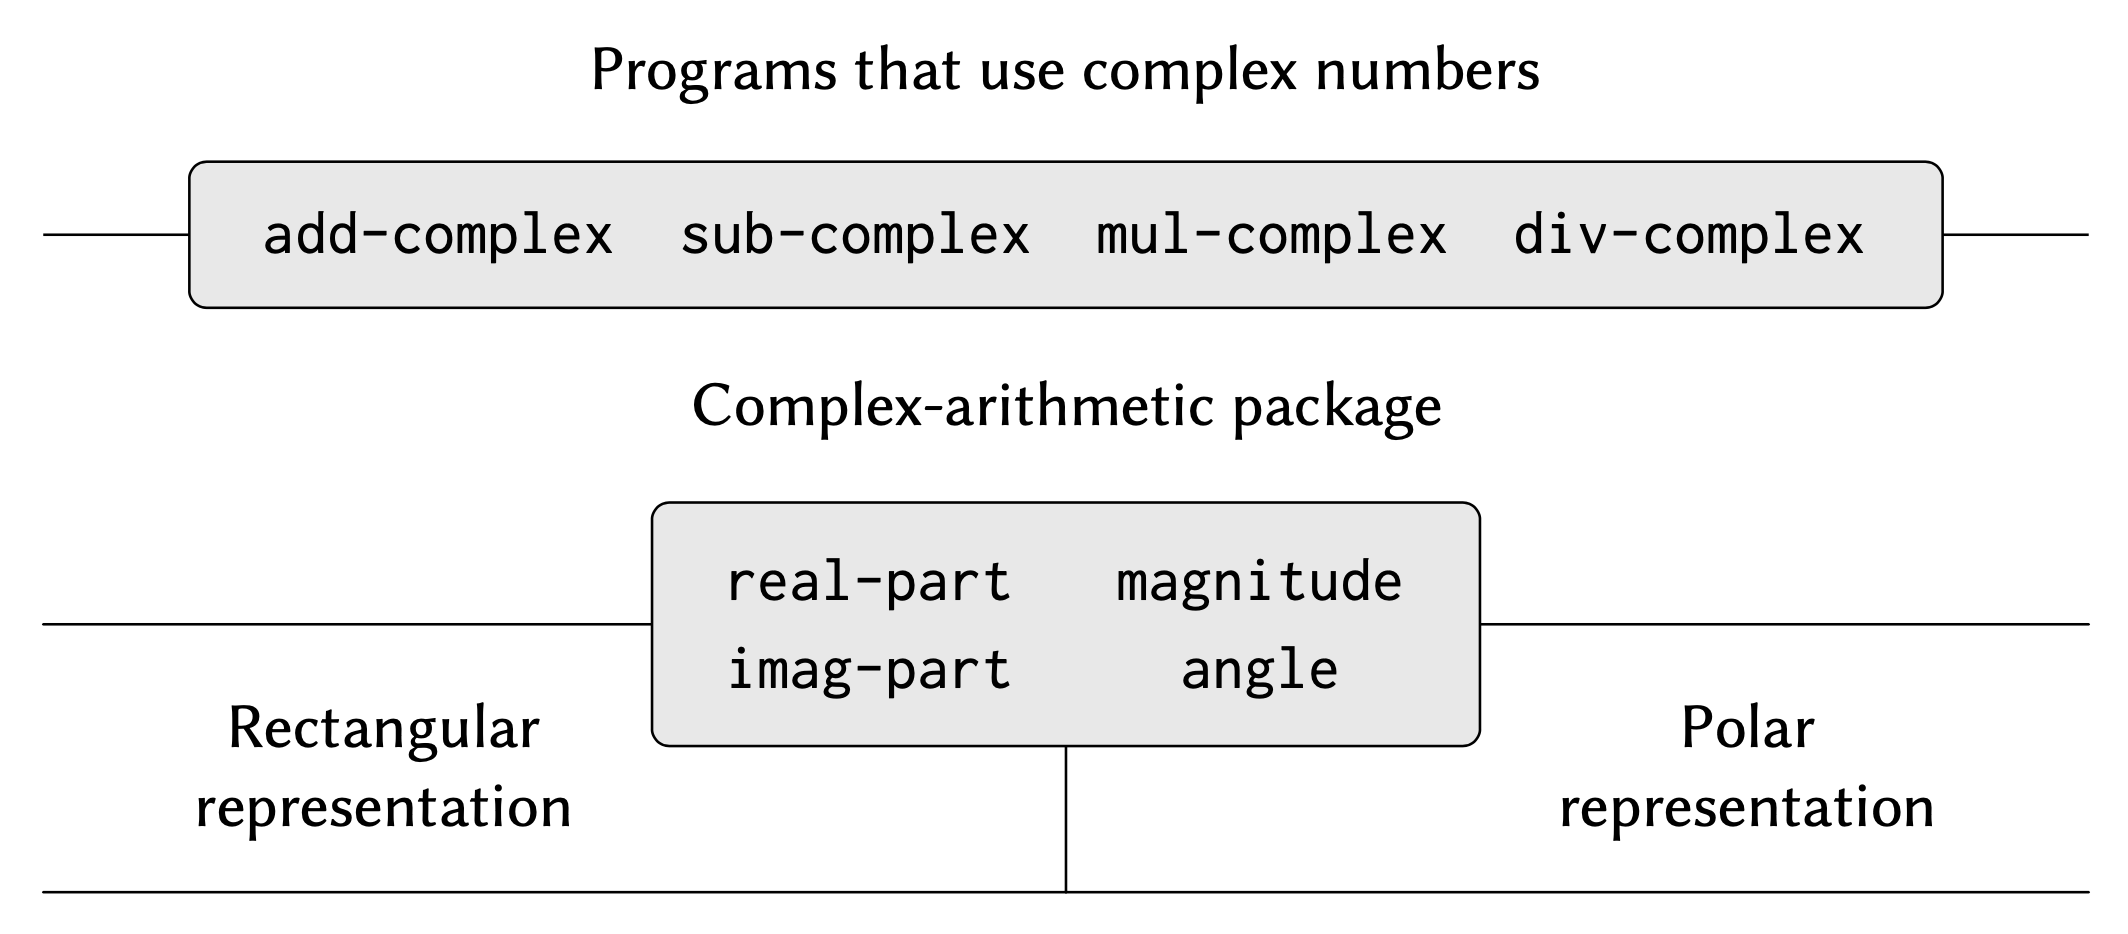 Programs that use complex numbers
add-complex sub-complex mul-complex div-complex
Complex-arithmetic package
real-part magnitude
imag-part angle
Rectangular
representation
Polar
representation